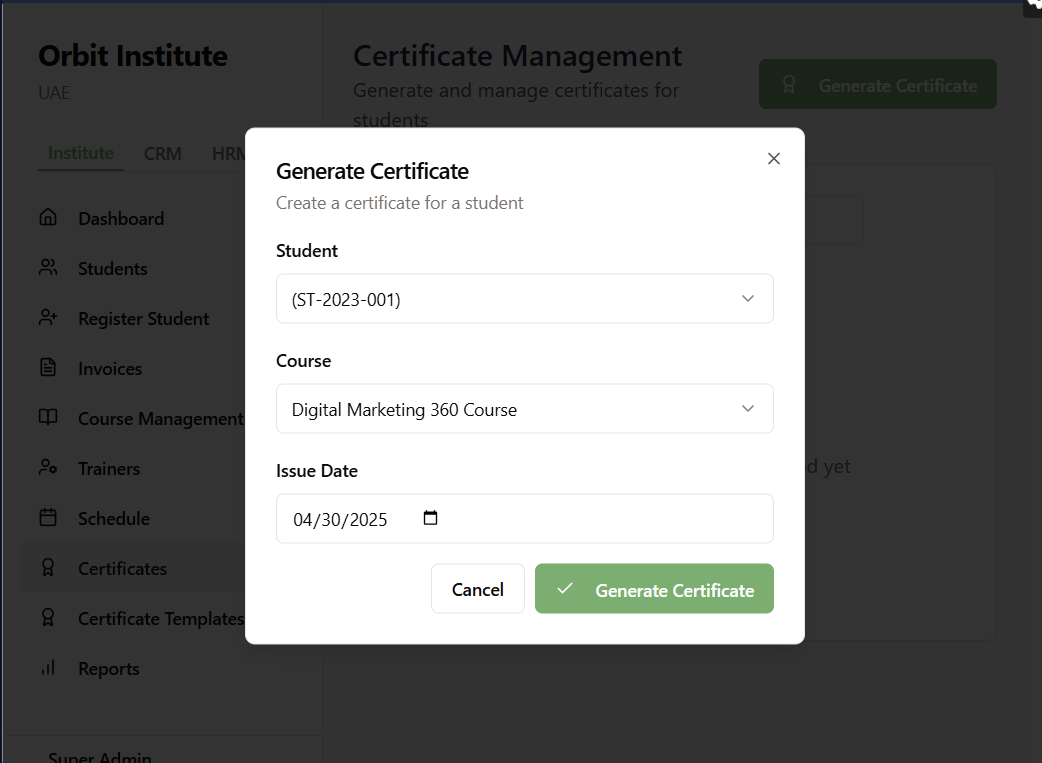 Orbit Institute
UAE
Institute CRM HRM
Dashboard
Students
Register Student
Invoices
Course Management
Trainers
Schedule
Certificates
Certificate Templates
Reports
Super Admin
Certificate Management
Generate and manage certificates for
students
Generate Certificate
yet
Generate Certificate
Create a certificate for a student
Student
(ST-2023-001)
Course
Digital Marketing 360 Course
Issue Date
04/30/2025
Cancel
Generate Certificate